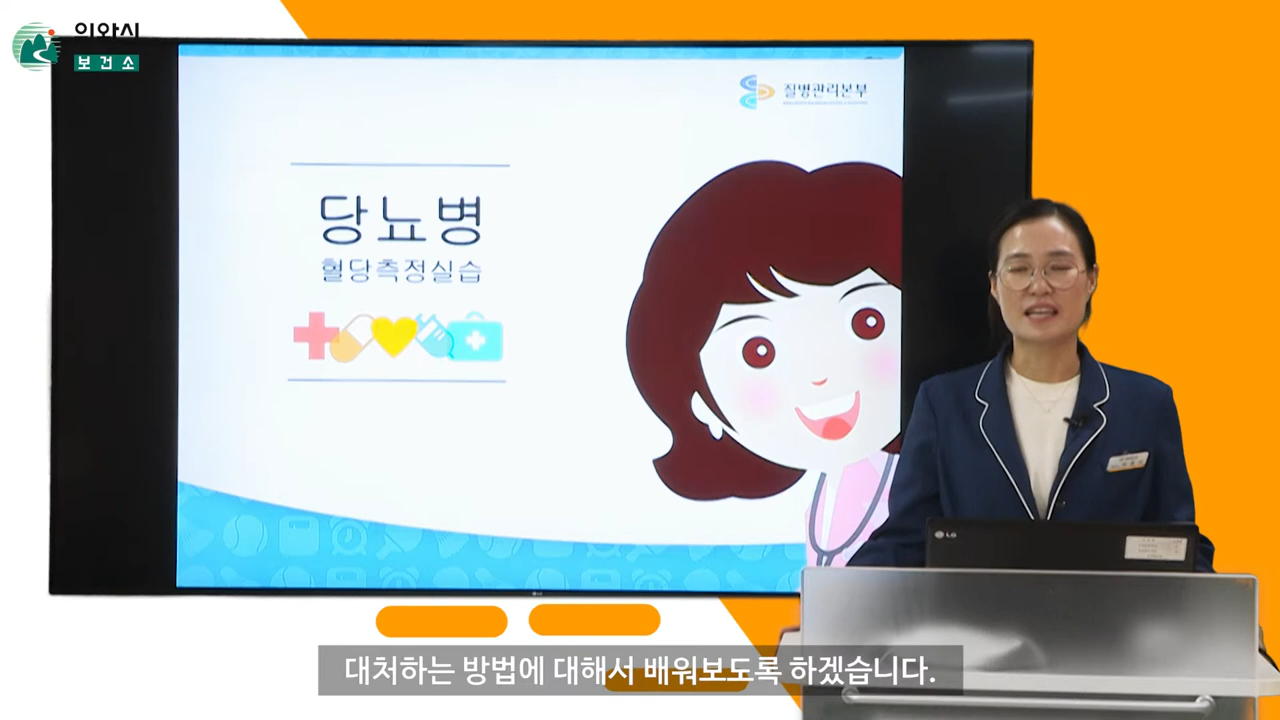 의왕시
보건소
질병관리본부
당뇨병
혈당측정실습
LG
대처하는 방법에 대해서 배워보도록 하겠습니다.